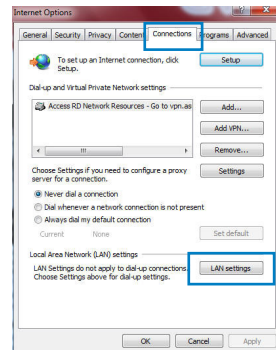 Internet Options
General Security Privacy Content Connections Programs Advanced
To set up an Internet connection, click
Setup.
Setup
Dial-up and Virtual Private Network settings
Access RD Network Resources - Go to vpn.as
Add...
Add VPN...
Remove...
Choose Settings if you need to configure a proxy
server for a connection.
Settings
Never dial a connection
Dial whenever a network connection is not present
Always dial my default connection
Current None
Set default
Local Area Network (LAN) settings
LAN Settings do not apply to dial-up connections.
Choose Settings above for dial-up settings.
LAN settings
OK Cancel Apply